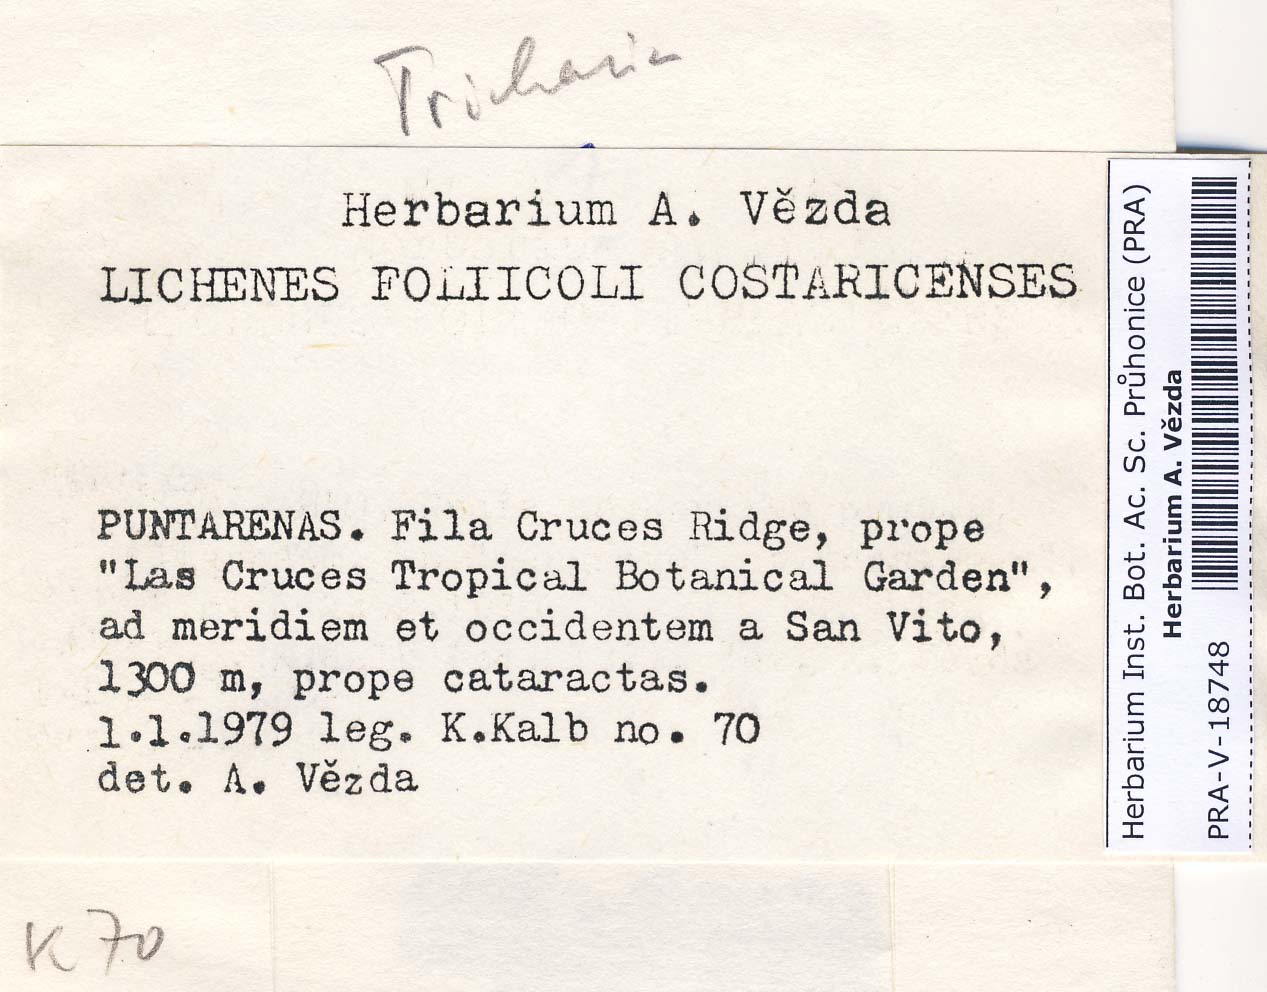 Tricharia
Herbarium A. Vězda
LICHENES FOLIICOLI COSTARICENSES
PUNTARENAS. Fila Cruces Ridge, prope
"Las Cruces Tropical Botanical Garden",
ad meridiem et occidentem a San Vito,
1300 m, prope cataractas.
1.1.1979 leg. K.Kalb no. 70
det. A. Vězda
K 70
Herbarium Inst. Bot. Ac. Sc. Průhonice (PRA)
Herbarium A. Vězda
PRA-V-18748